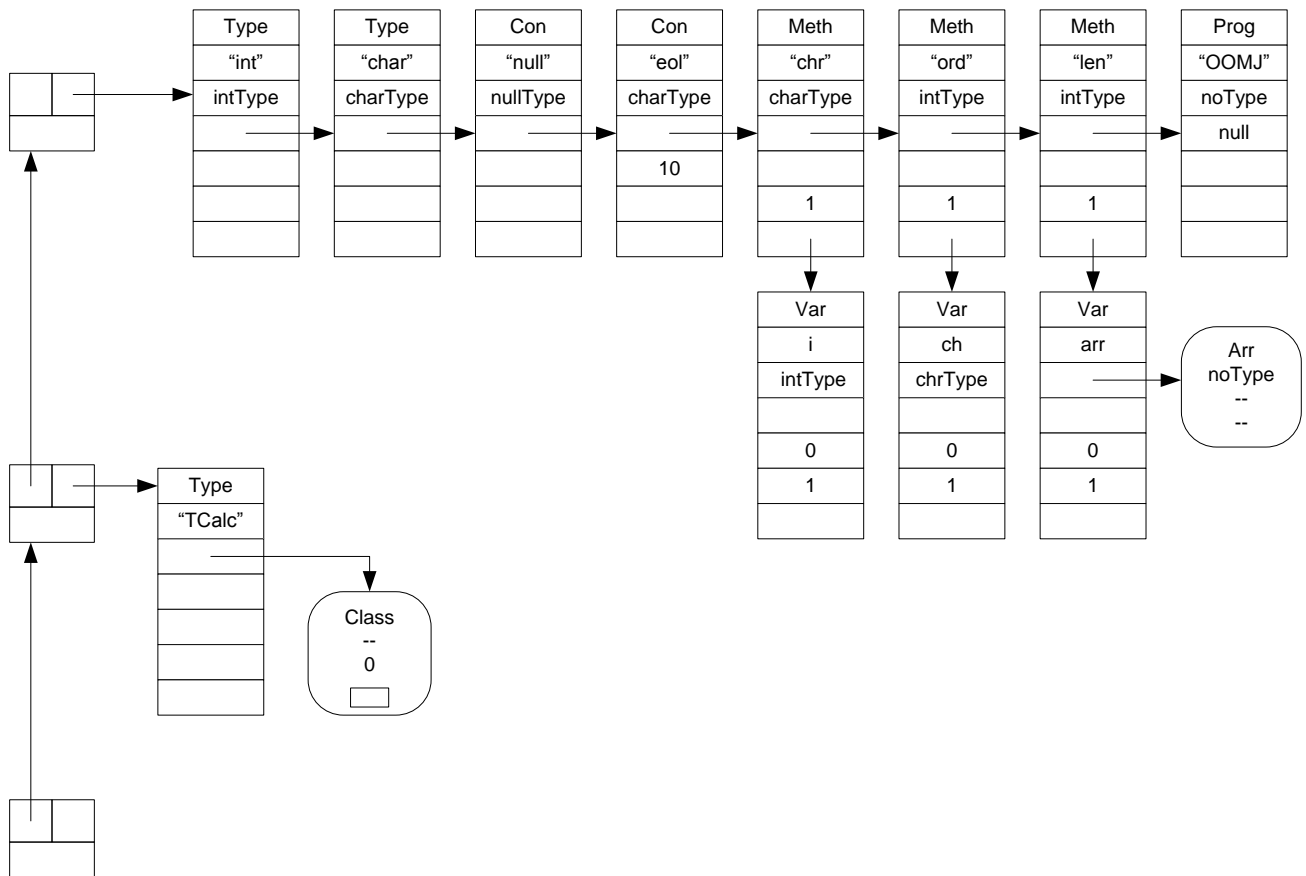 Type Type Con Con Meth Meth Meth Prog
“int” “char” “null” “eol” “chr” “ord” “len” “OOMJ”
intType charType nullType charType charType intType intType noType
null
10
1 1 1
Var Var Var
i ch arr
intType chrType
Arr
noType
--
--
0 0 0
1 1 1
Type
“TCalc”
Class
--
0